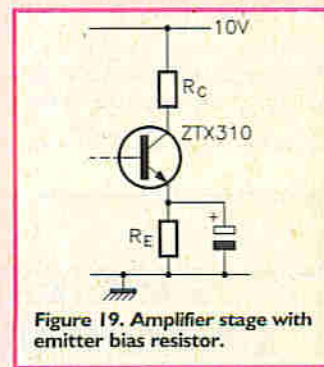 10V
RC
ZTX310
RE
+
Figure 19. Amplifier stage with
emitter bias resistor.